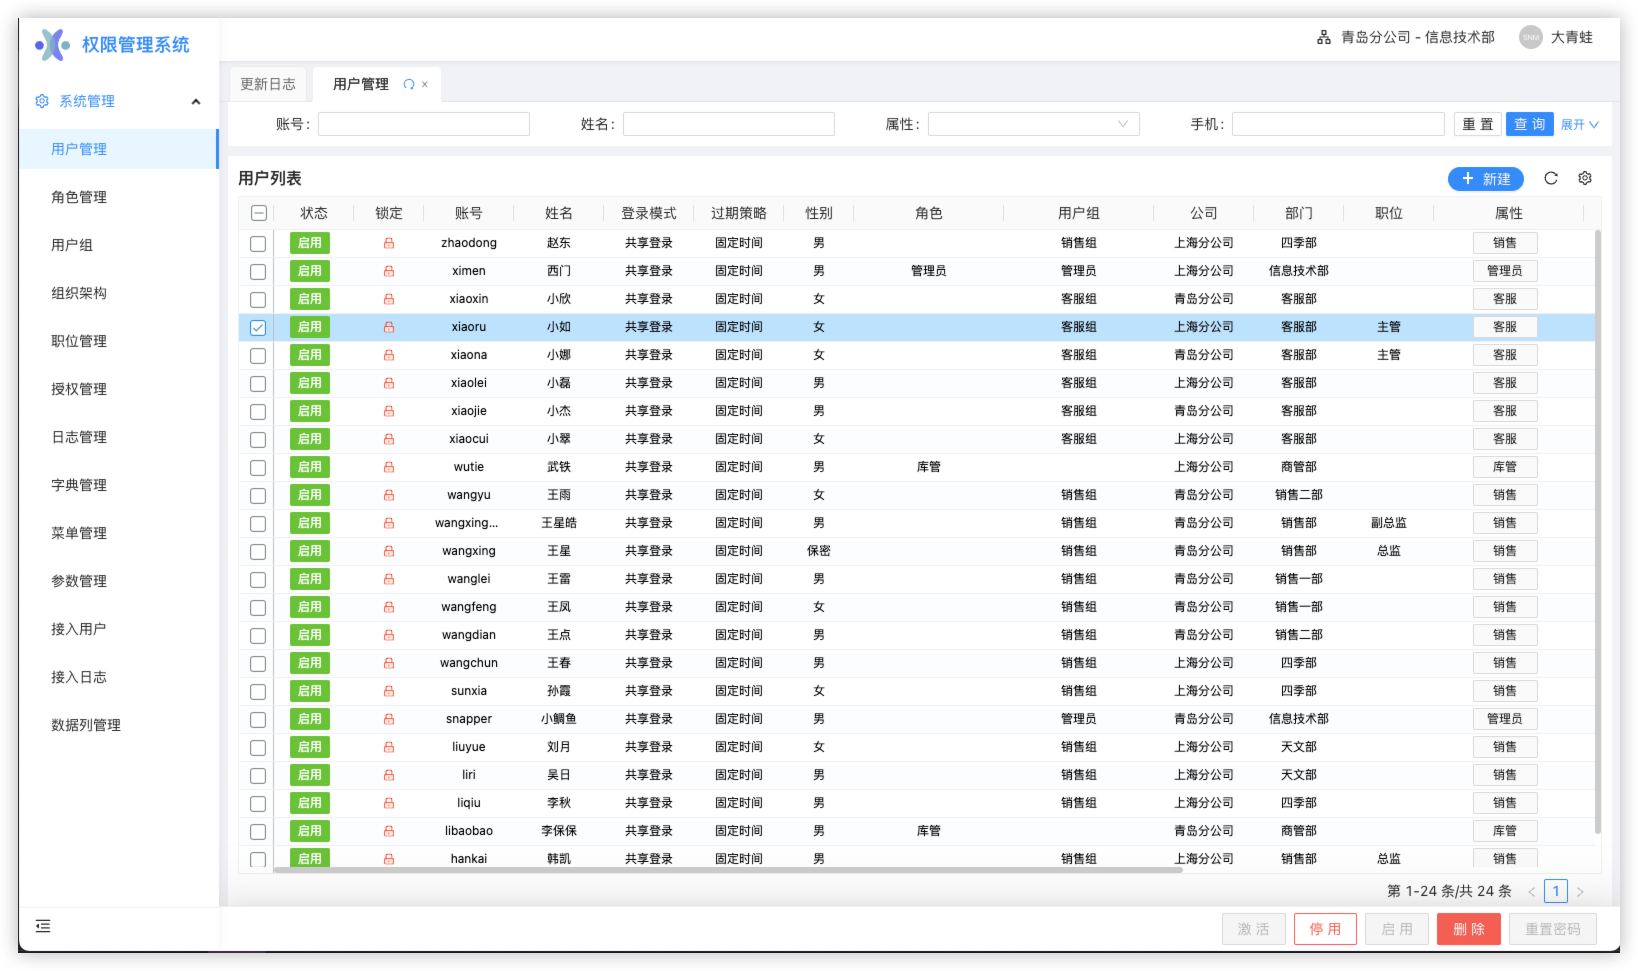 权限管理系统
青岛分公司 - 信息技术部
SNM
大青蛙
系统管理
用户管理
角色管理
用户组
组织架构
职位管理
授权管理
日志管理
字典管理
菜单管理
参数管理
接入用户
接入日志
数据列管理
更新日志
用户管理
账号: 姓名: 属性: 手机: 重 置 查 询 展开
用户列表
+ 新建
状态 锁定 账号 姓名 登录模式 过期策略 性别 角色 用户组 公司 部门 职位 属性
启用 zhaodong 赵东 共享登录 固定时间 男 销售组 上海分公司 四季部 销售
启用 ximen 西门 共享登录 固定时间 男 管理员 管理员 上海分公司 信息技术部 管理员
启用 xiaoxin 小欣 共享登录 固定时间 女 客服组 青岛分公司 客服部 客服
启用 xiaoru 小如 共享登录 固定时间 女 客服组 上海分公司 客服部 主管 客服
启用 xiaona 小娜 共享登录 固定时间 女 客服组 青岛分公司 客服部 主管 客服
启用 xiaolei 小磊 共享登录 固定时间 男 客服组 上海分公司 客服部 客服
启用 xiaojie 小杰 共享登录 固定时间 男 客服组 青岛分公司 客服部 客服
启用 xiaocui 小翠 共享登录 固定时间 女 客服组 上海分公司 客服部 客服
启用 wutie 武铁 共享登录 固定时间 男 库管 上海分公司 商管部 库管
启用 wangyu 王雨 共享登录 固定时间 女 销售组 青岛分公司 销售二部 销售
启用 wangxing... 王星皓 共享登录 固定时间 男 销售组 青岛分公司 销售部 副总监 销售
启用 wangxing 王星 共享登录 固定时间 保密 销售组 青岛分公司 销售部 总监 销售
启用 wanglei 王雷 共享登录 固定时间 男 销售组 青岛分公司 销售一部 销售
启用 wangfeng 王凤 共享登录 固定时间 女 销售组 青岛分公司 销售一部 销售
启用 wangdian 王点 共享登录 固定时间 男 销售组 青岛分公司 销售二部 销售
启用 wangchun 王春 共享登录 固定时间 男 销售组 上海分公司 四季部 销售
启用 sunxia 孙霞 共享登录 固定时间 女 销售组 上海分公司 四季部 销售
启用 snapper 小鲷鱼 共享登录 固定时间 男 管理员 青岛分公司 信息技术部 管理员
启用 liuyue 刘月 共享登录 固定时间 女 销售组 上海分公司 天文部 销售
启用 liri 吴日 共享登录 固定时间 男 销售组 上海分公司 天文部 销售
启用 liqiu 李秋 共享登录 固定时间 男 销售组 上海分公司 四季部 销售
启用 libaobao 李保保 共享登录 固定时间 男 库管 青岛分公司 商管部 库管
启用 hankai 韩凯 共享登录 固定时间 男 销售组 上海分公司 销售部 总监 销售
第 1-24 条/共 24 条 < 1 >
激 活 停 用 启 用 删 除 重置密码